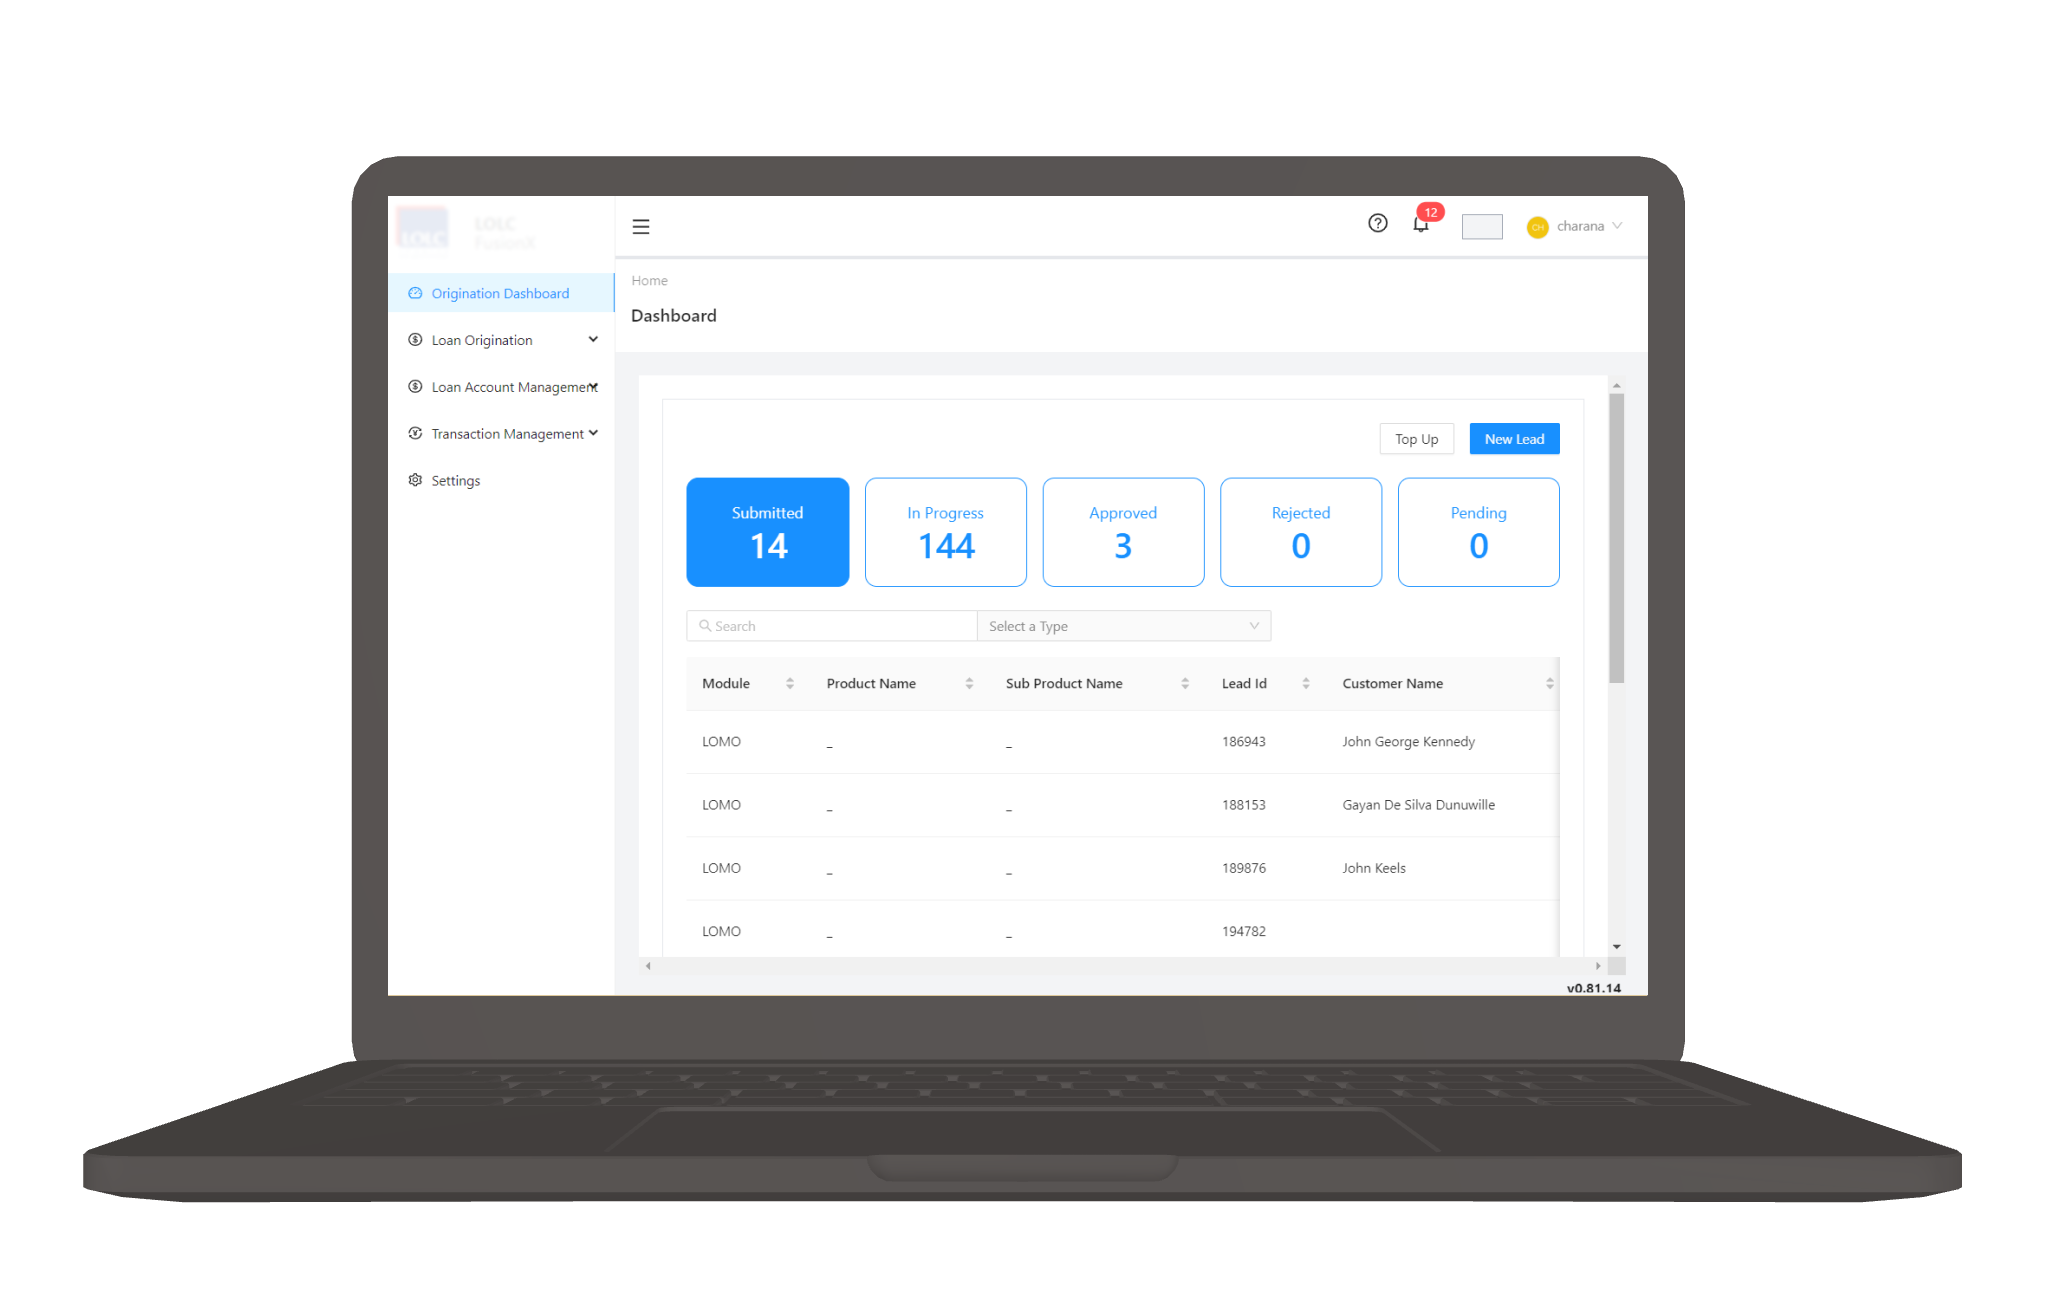 LOLC
LOLC
FusionX
12
CH
charana
Home
Dashboard
Origination Dashboard
Loan Origination
Loan Account Management
Transaction Management
Settings
Top Up
New Lead
Submitted
14
In Progress
144
Approved
3
Rejected
0
Pending
0
Search
Select a Type
Module Product Name Sub Product Name Lead Id Customer Name
LOMO _ _ 186943 John George Kennedy
LOMO _ _ 188153 Gayan De Silva Dunuwille
LOMO _ _ 189876 John Keels
LOMO _ _ 194782
v0.81.14